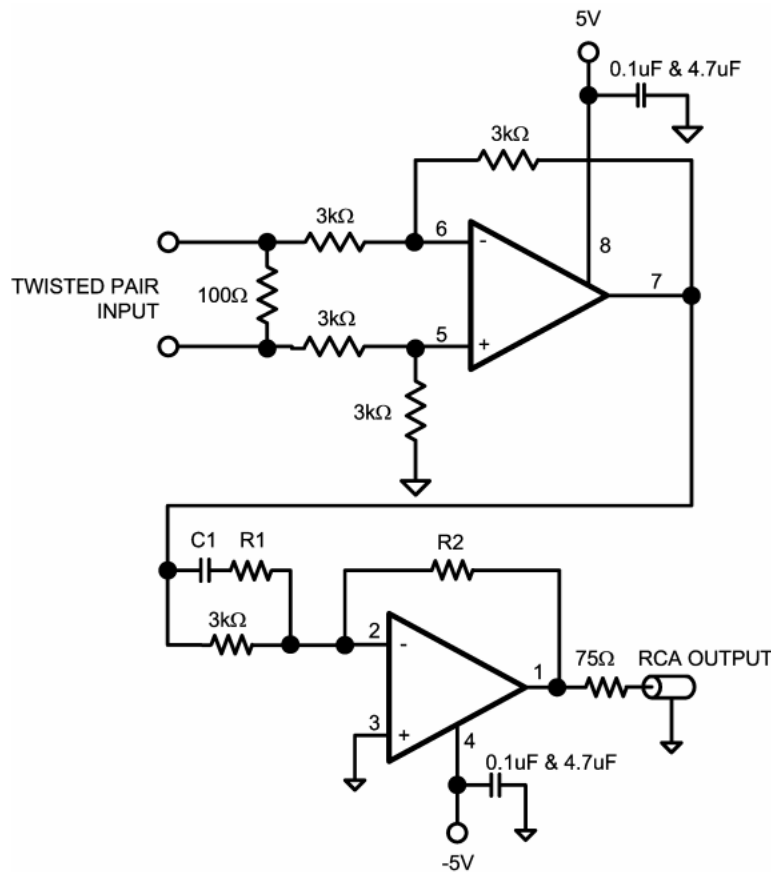 5V
0.1uF & 4.7uF
3kΩ
3kΩ
6
-
8
TWISTED PAIR
INPUT
100Ω
7
3kΩ
5
+
3kΩ
C1
R1
R2
3kΩ
2
-
1
75Ω
RCA OUTPUT
3
+
4
0.1uF & 4.7uF
-5V